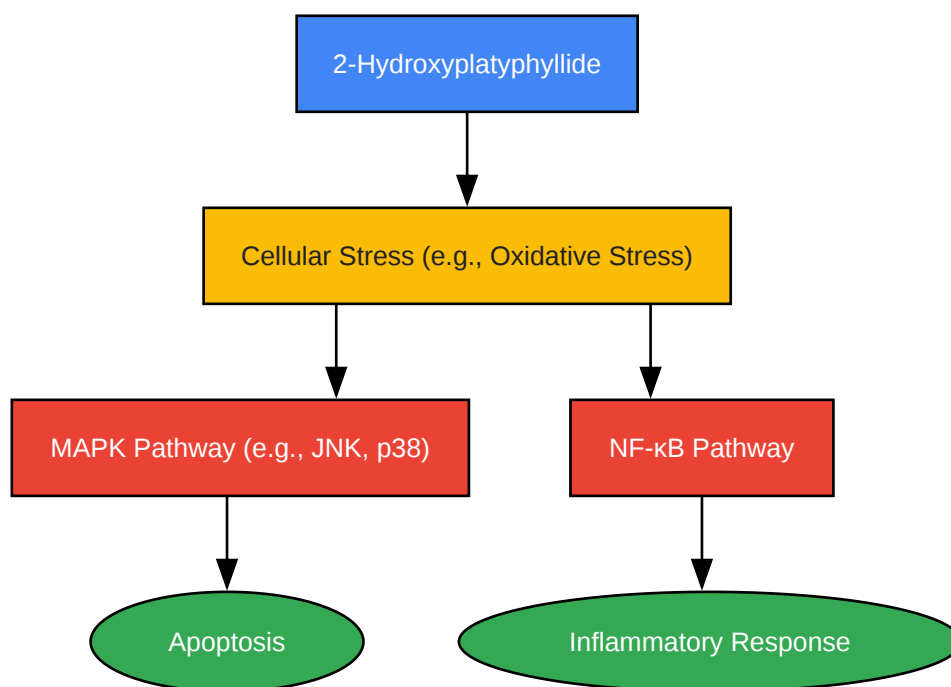 2-Hydroxyplatyphyllide
Cellular Stress (e.g., Oxidative Stress)
MAPK Pathway (e.g., JNK, p38)
NF-κB Pathway
Apoptosis
Inflammatory Response